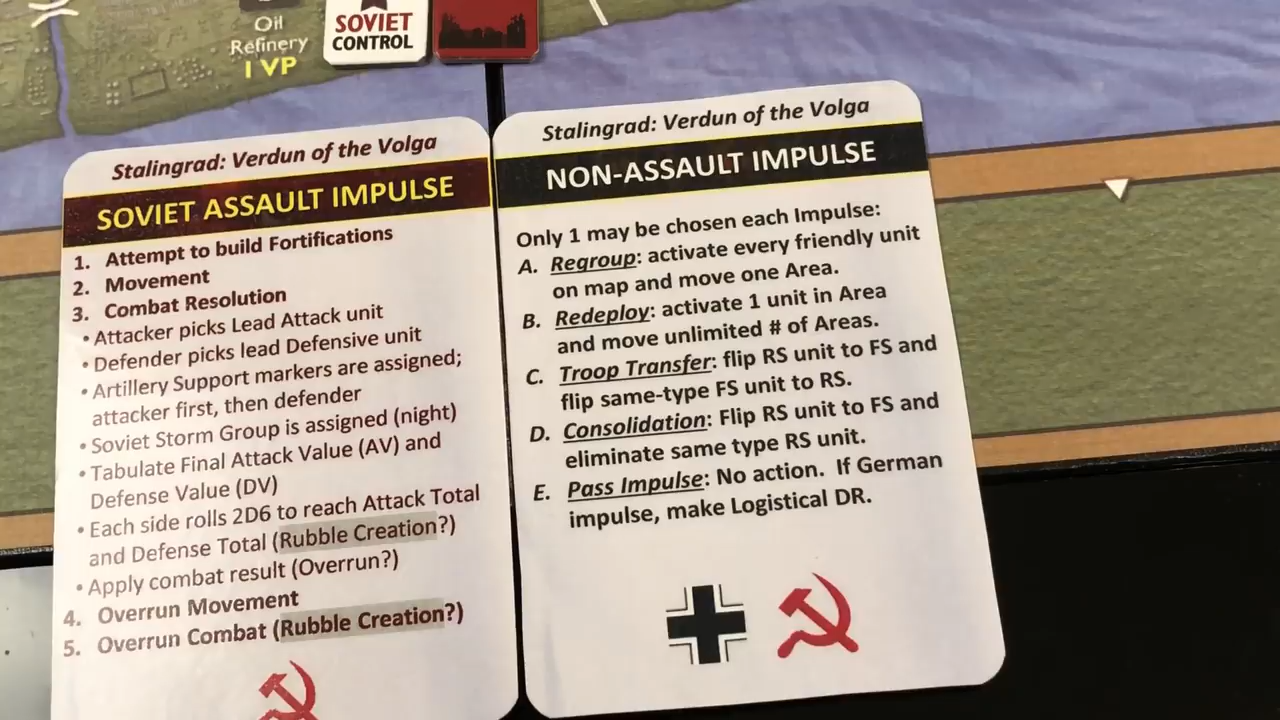 Oil
Refinery
1 VP
SOVIET
CONTROL
Stalingrad: Verdun of the Volga
SOVIET ASSAULT IMPULSE
1. Attempt to build Fortifications
2. Movement
3. Combat Resolution
• Attacker picks Lead Attack unit
• Defender picks lead Defensive unit
• Artillery Support markers are assigned;
attacker first, then defender
• Soviet Storm Group is assigned (night)
• Tabulate Final Attack Value (AV) and
Defense Value (DV)
• Each side rolls 2D6 to reach Attack Total
and Defense Total (Rubble Creation?)
• Apply combat result (Overrun?)
4. Overrun Movement
5. Overrun Combat (Rubble Creation?)
Stalingrad: Verdun of the Volga
NON-ASSAULT IMPULSE
Only 1 may be chosen each Impulse:
A. Regroup: activate every friendly unit
on map and move one Area.
B. Redeploy: activate 1 unit in Area
and move unlimited # of Areas.
C. Troop Transfer: flip RS unit to FS and
flip same-type FS unit to RS.
D. Consolidation: Flip RS unit to FS and
eliminate same type RS unit.
E. Pass Impulse: No action. If German
impulse, make Logistical DR.